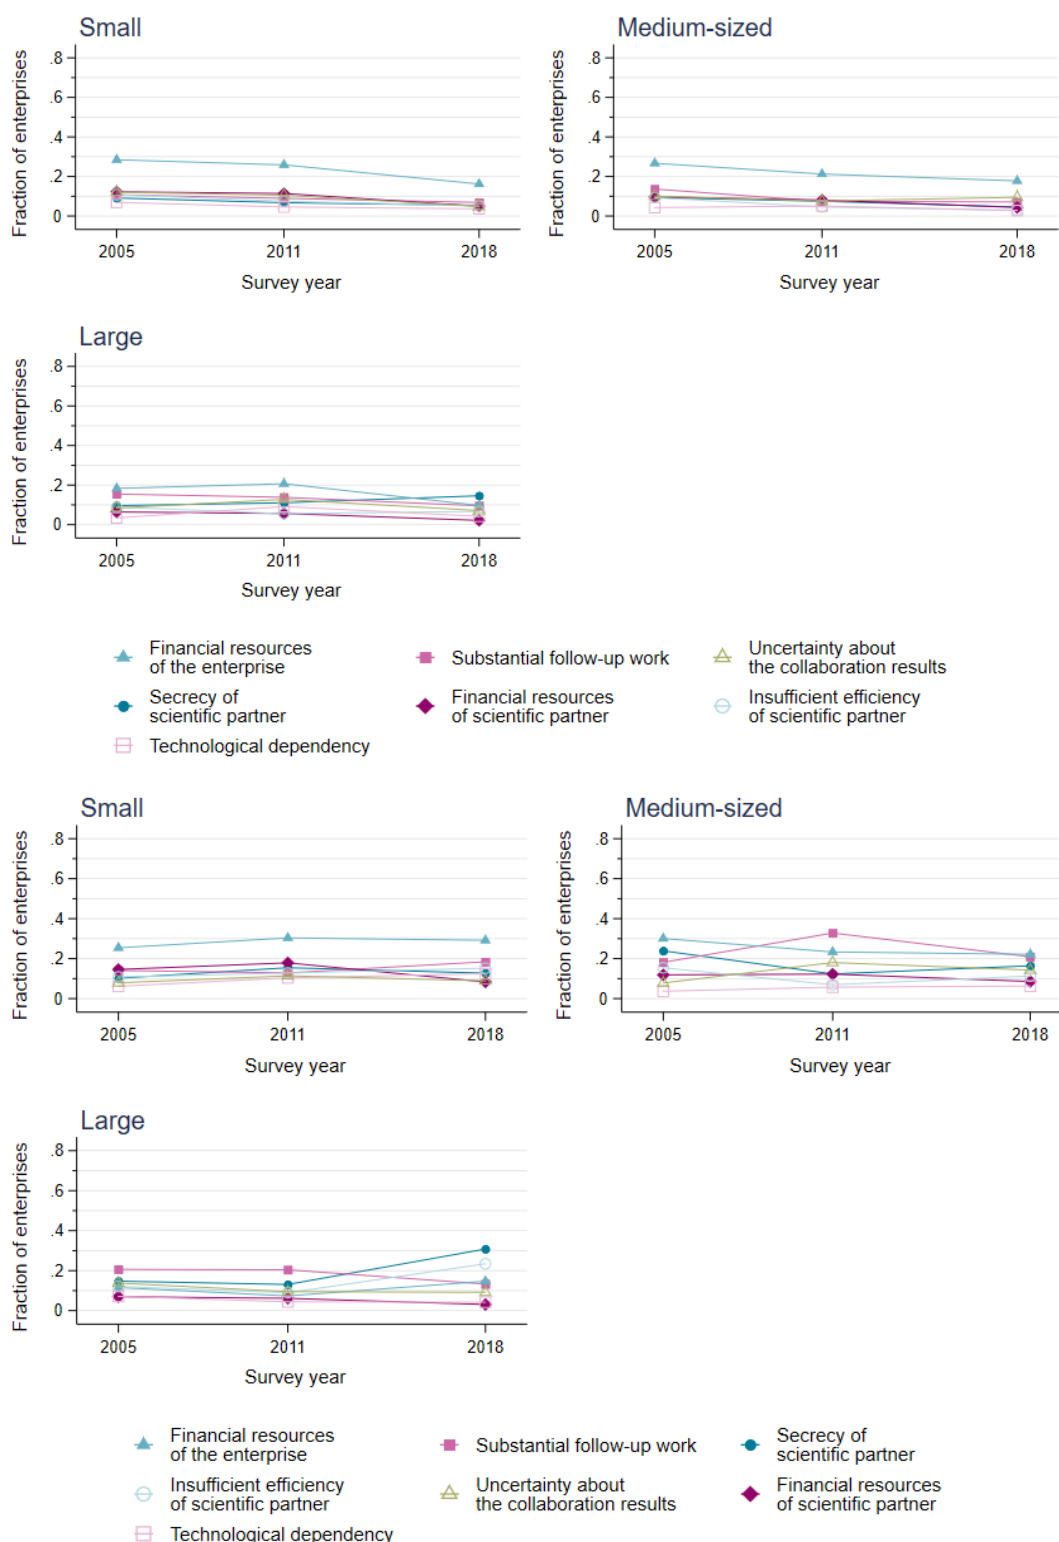 Small
Medium-sized
Fraction of enterprises
.8
.6
.4
.2
0
2005
2011
2018
Survey year
Fraction of enterprises
.8
.6
.4
.2
0
2005
2011
2018
Survey year
Large
Fraction of enterprises
.8
.6
.4
.2
0
2005
2011
2018
Survey year
Financial resources
of the enterprise
Substantial follow-up work
Uncertainty about
the collaboration results
Secrecy of
scientific partner
Financial resources
of scientific partner
Insufficient efficiency
of scientific partner
Technological dependency
Small
Medium-sized
Fraction of enterprises
.8
.6
.4
.2
0
2005
2011
2018
Survey year
Fraction of enterprises
.8
.6
.4
.2
0
2005
2011
2018
Survey year
Large
Fraction of enterprises
.8
.6
.4
.2
0
2005
2011
2018
Survey year
Financial resources
of the enterprise
Substantial follow-up work
Secrecy of
scientific partner
Insufficient efficiency
of scientific partner
Uncertainty about
the collaboration results
Financial resources
of scientific partner
Technological dependency